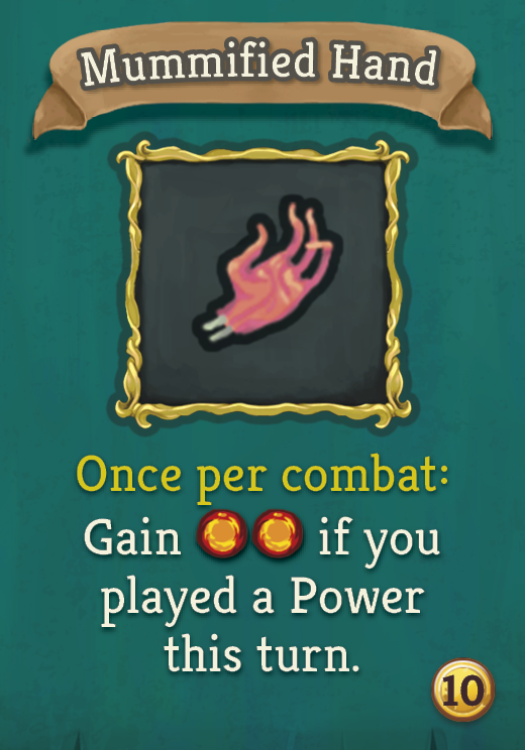 Mummified Hand
Once per combat:
Gain if you
played a Power
this turn.
10